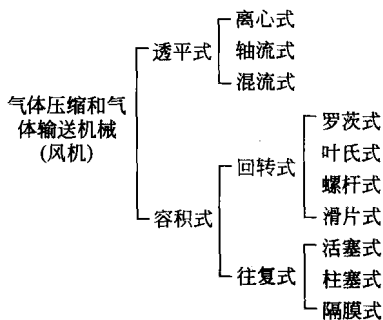 离心式
透平式
轴流式
混流式
气体压缩和气
体输送机械
(风机)
罗茨式
叶氏式
回转式
螺杆式
滑片式
容积式
活塞式
往复式
柱塞式
隔膜式